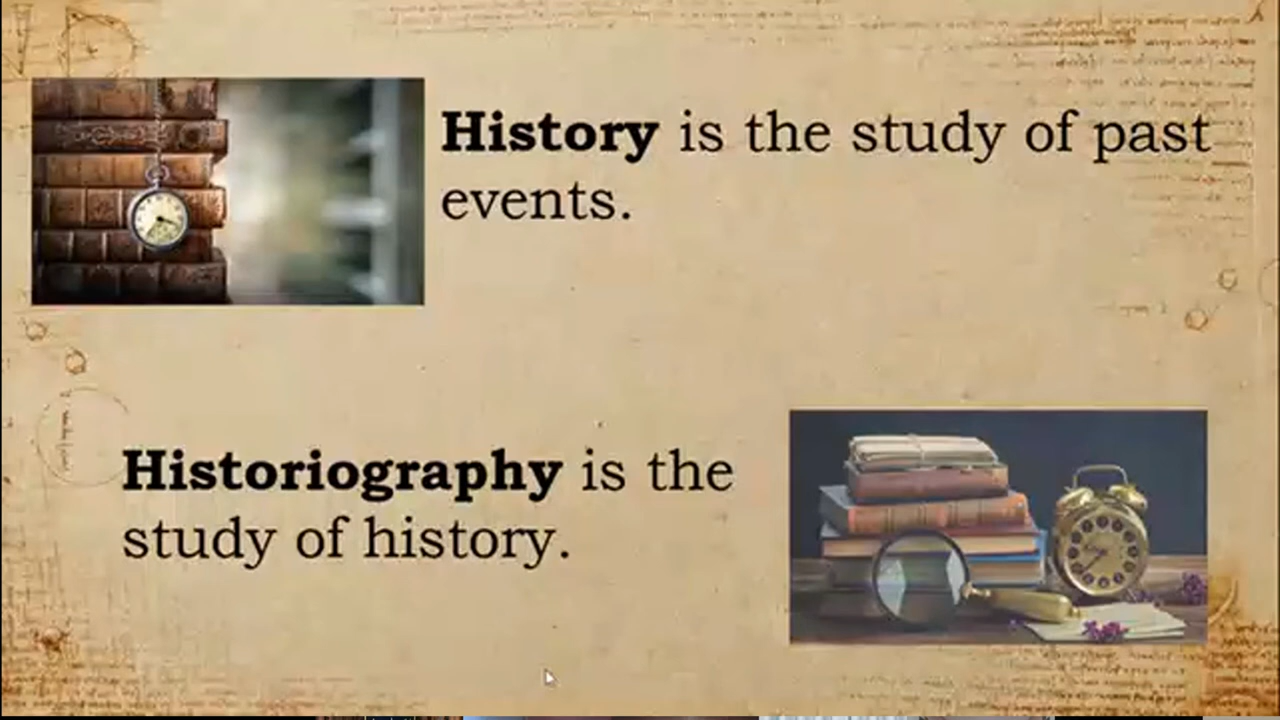 History is the study of past
events.
Historiography is the
study of history.